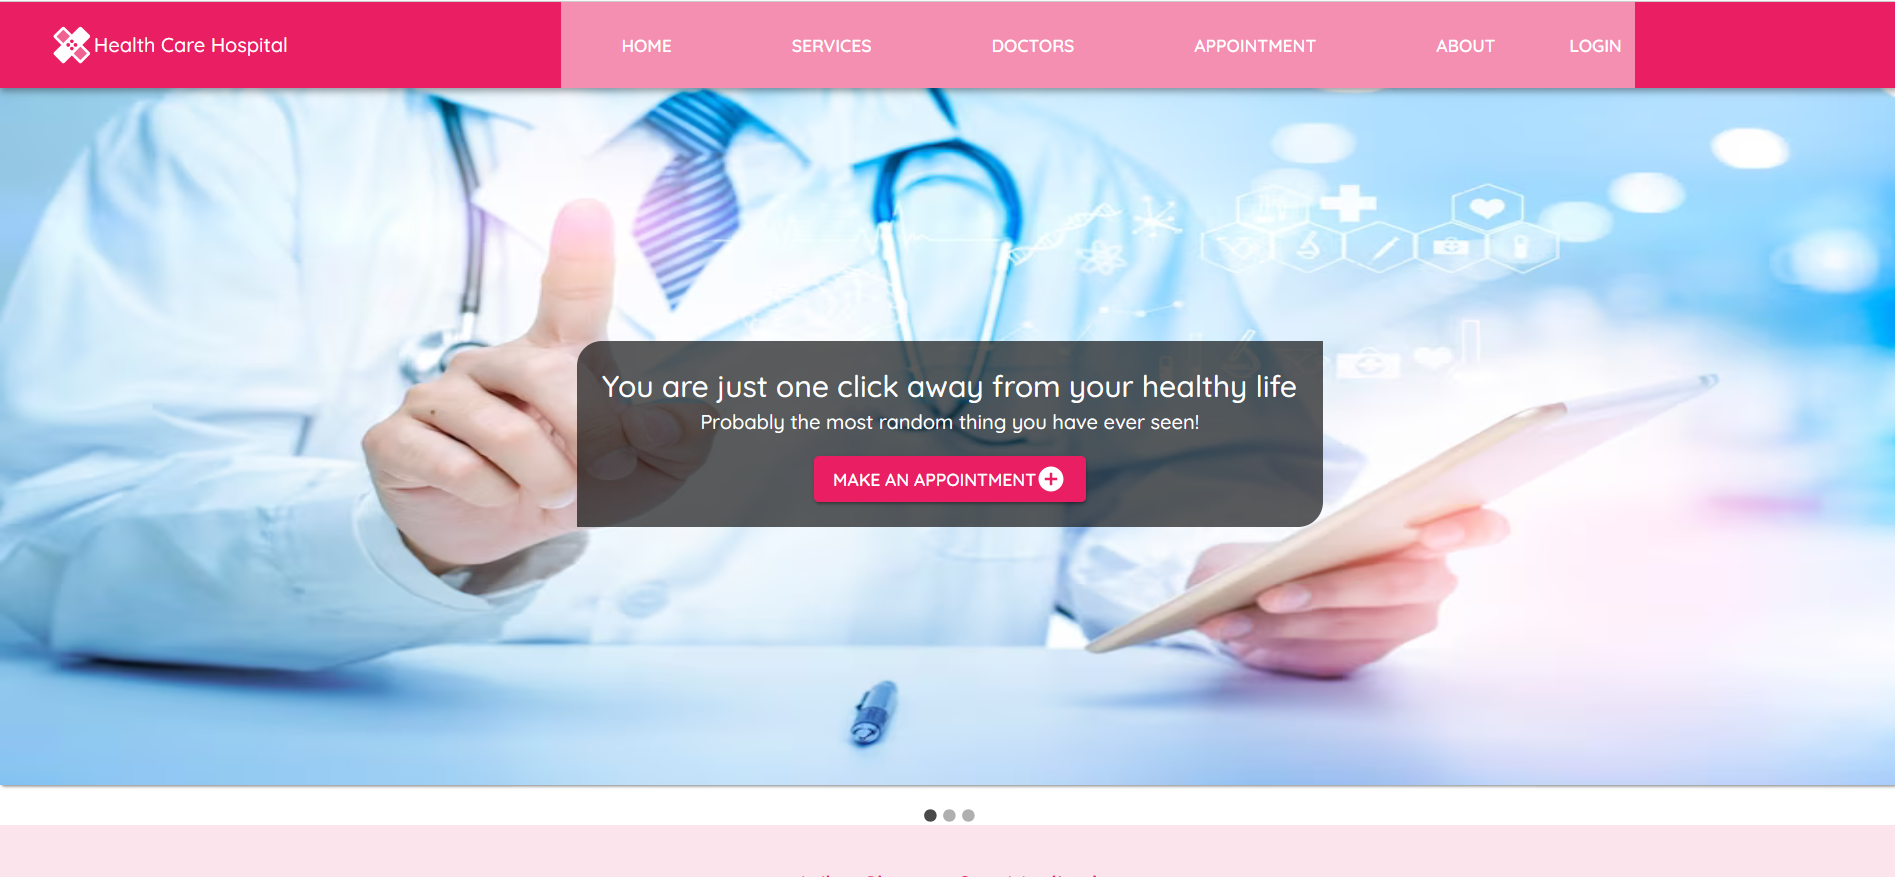 Health Care Hospital
HOME SERVICES DOCTORS APPOINTMENT ABOUT LOGIN
You are just one click away from your healthy life
Probably the most random thing you have ever seen!
MAKE AN APPOINTMENT